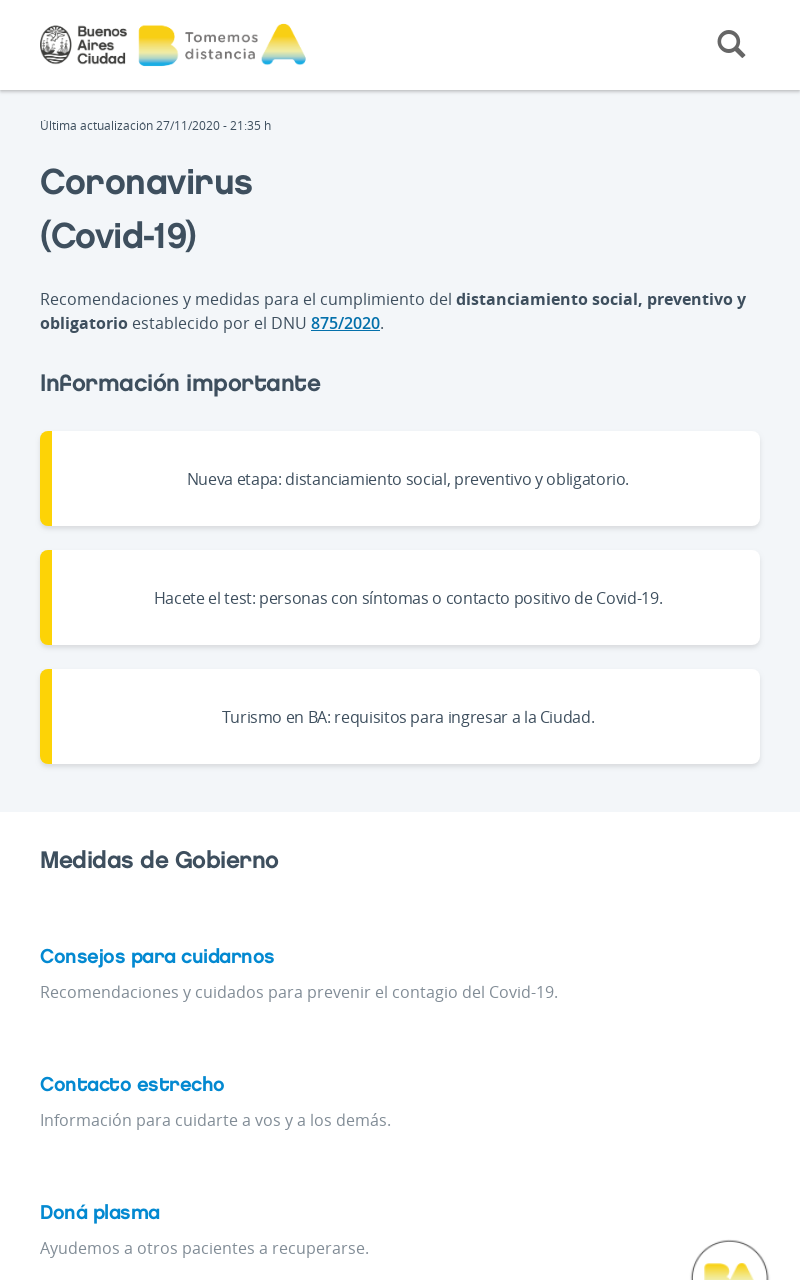 Buenos
Aires
Ciudad
B Tomemos
distancia A
Última actualización 27/11/2020 - 21:35 h
Coronavirus
(Covid-19)
Recomendaciones y medidas para el cumplimiento del distanciamiento social, preventivo y
obligatorio establecido por el DNU 875/2020.
Información importante
Nueva etapa: distanciamiento social, preventivo y obligatorio.
Hacete el test: personas con síntomas o contacto positivo de Covid-19.
Turismo en BA: requisitos para ingresar a la Ciudad.
Medidas de Gobierno
Consejos para cuidarnos
Recomendaciones y cuidados para prevenir el contagio del Covid-19.
Contacto estrecho
Información para cuidarte a vos y a los demás.
Doná plasma
Ayudemos a otros pacientes a recuperarse.
BA